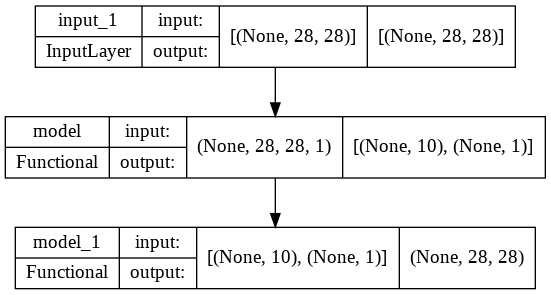 input_1 input: [(None, 28, 28)] [(None, 28, 28)]
InputLayer output:
model input: (None, 28, 28, 1) [(None, 10), (None, 1)]
Functional output:
model_1 input: [(None, 10), (None, 1)] (None, 28, 28)
Functional output: